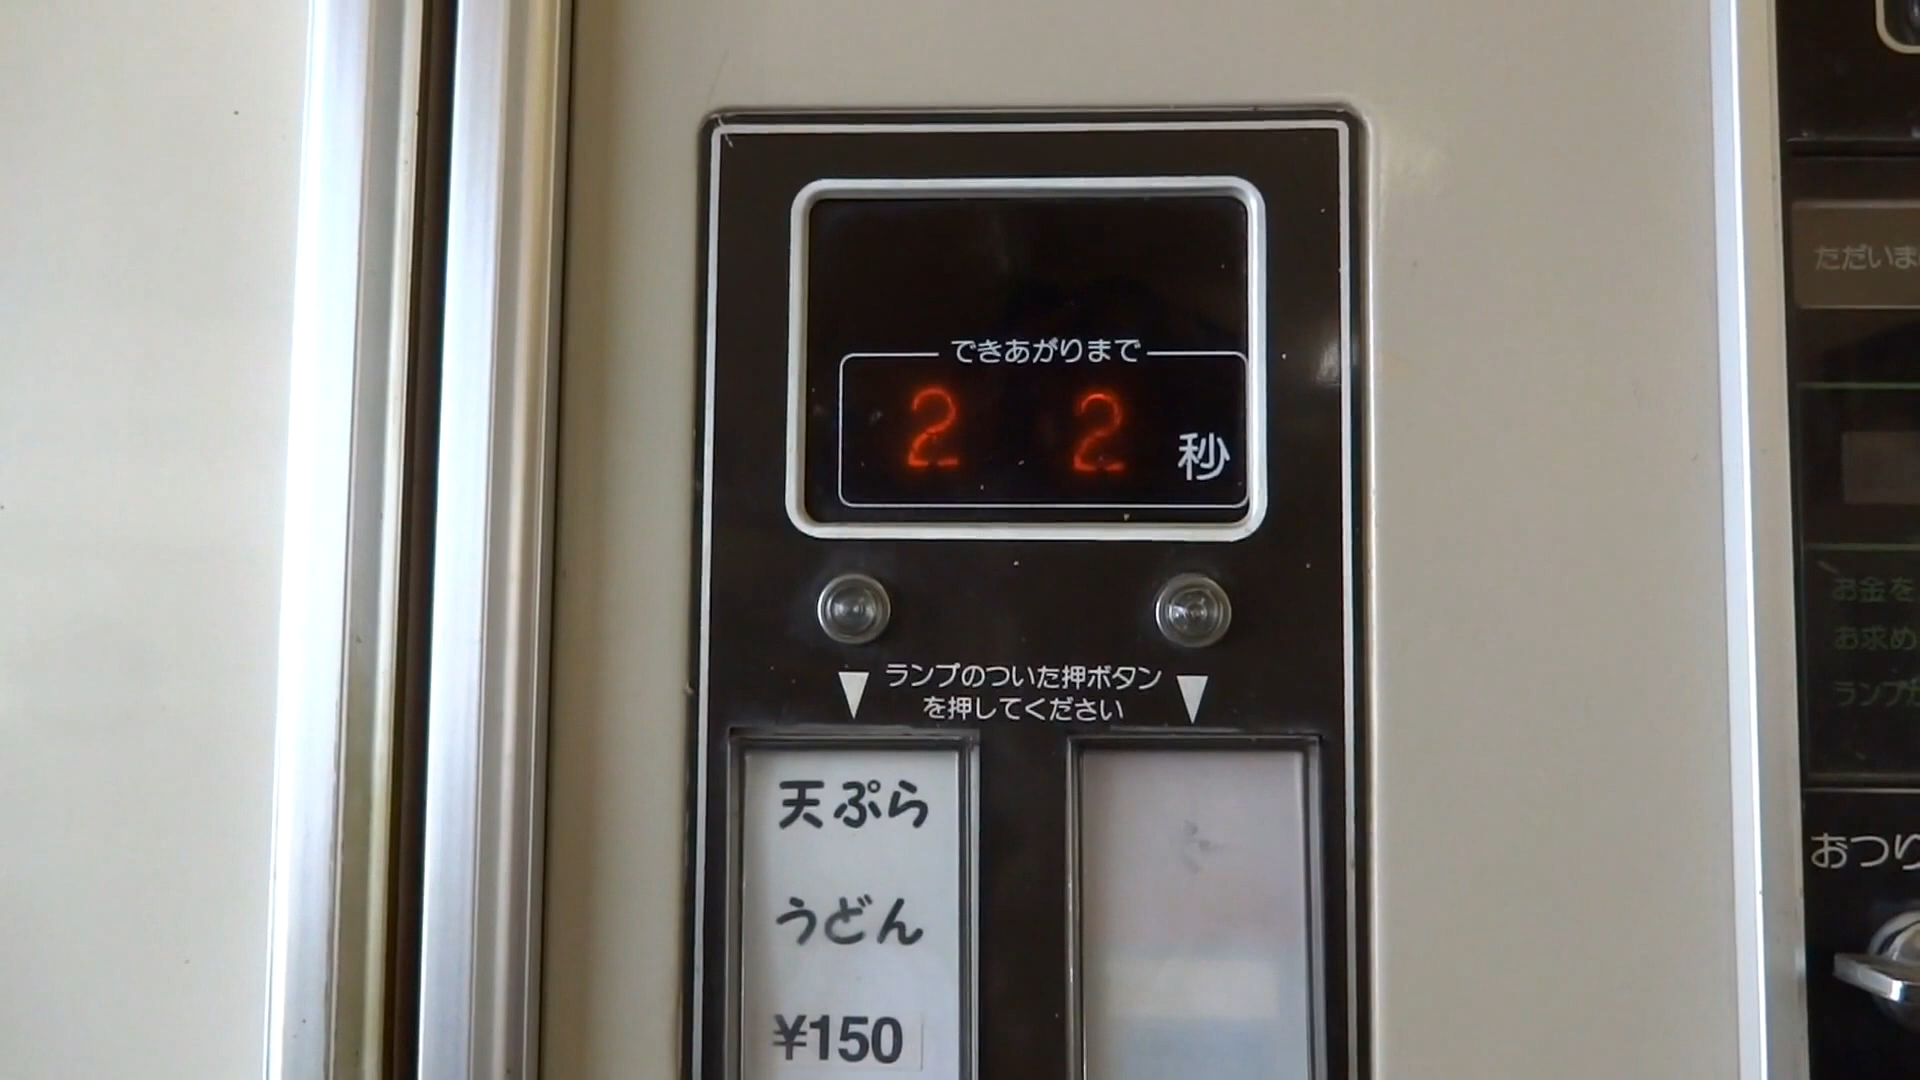 できあがりまで
22 秒
ランプのついた押ボタン
を押してください
天ぷら
うどん
¥150
ただいま
お金を
お求め
ランプが
おつり